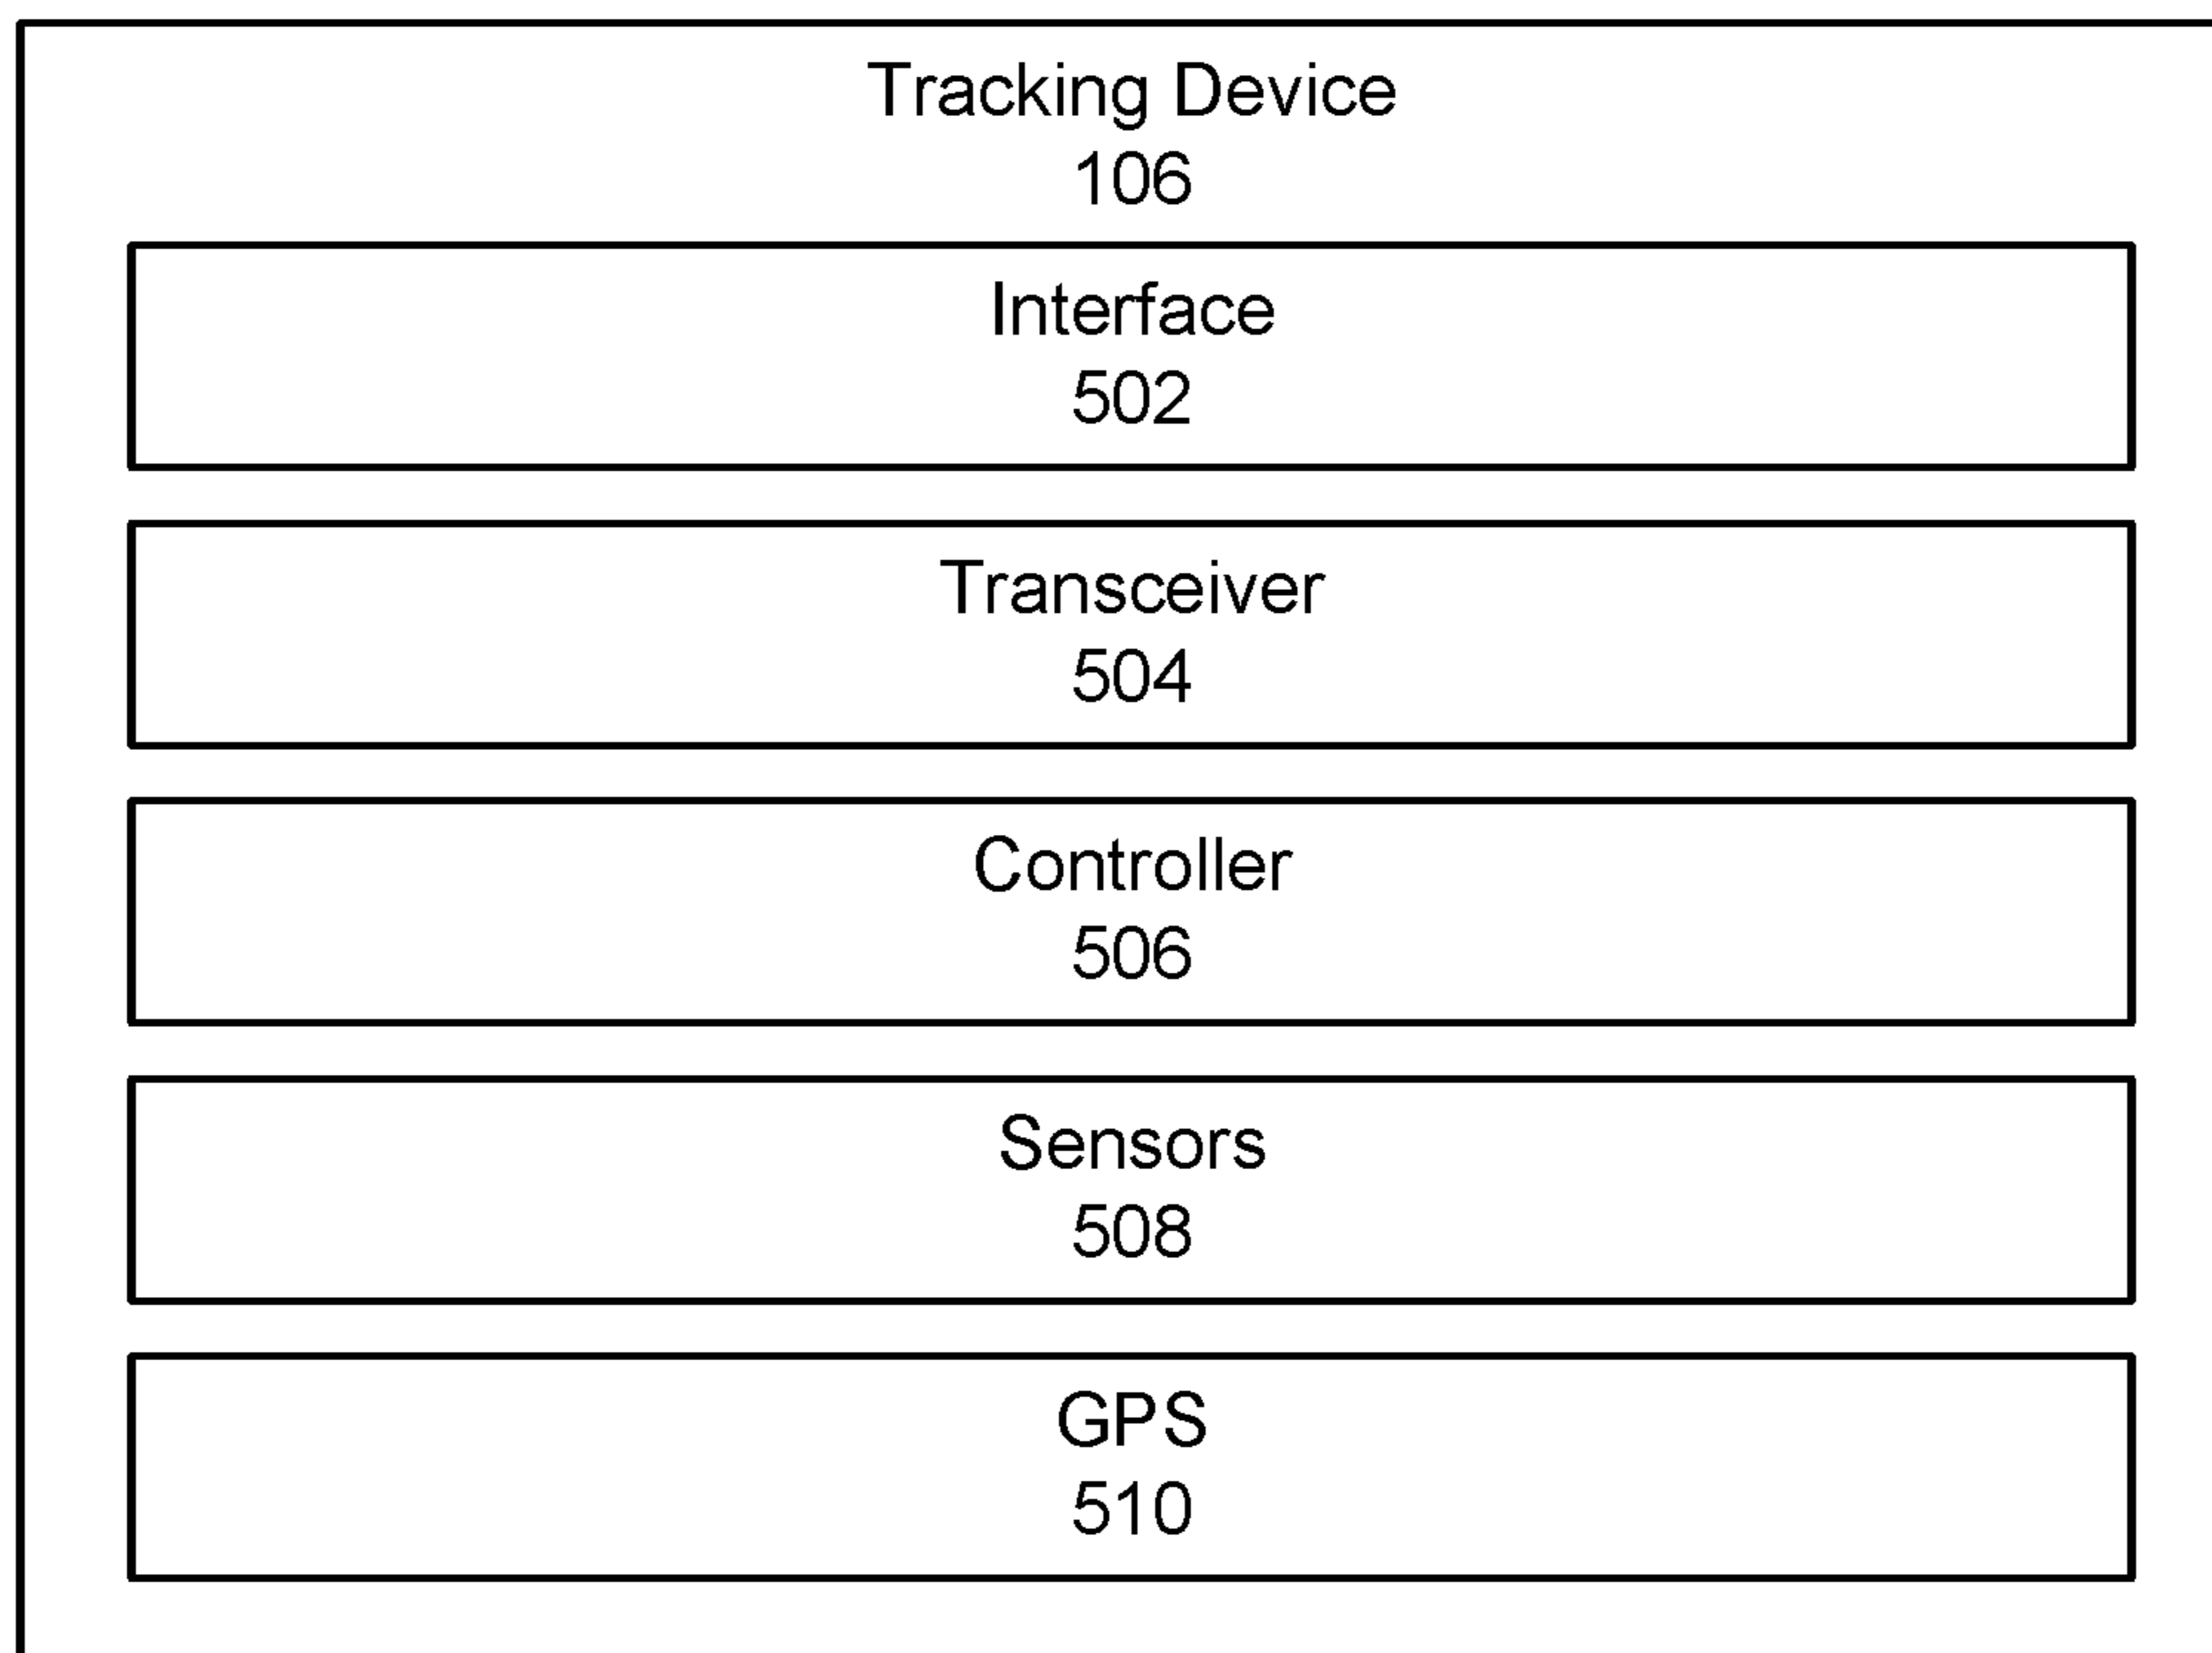 Tracking Device
106
Interface
502
Transceiver
504
Controller
506
Sensors
508
GPS
510